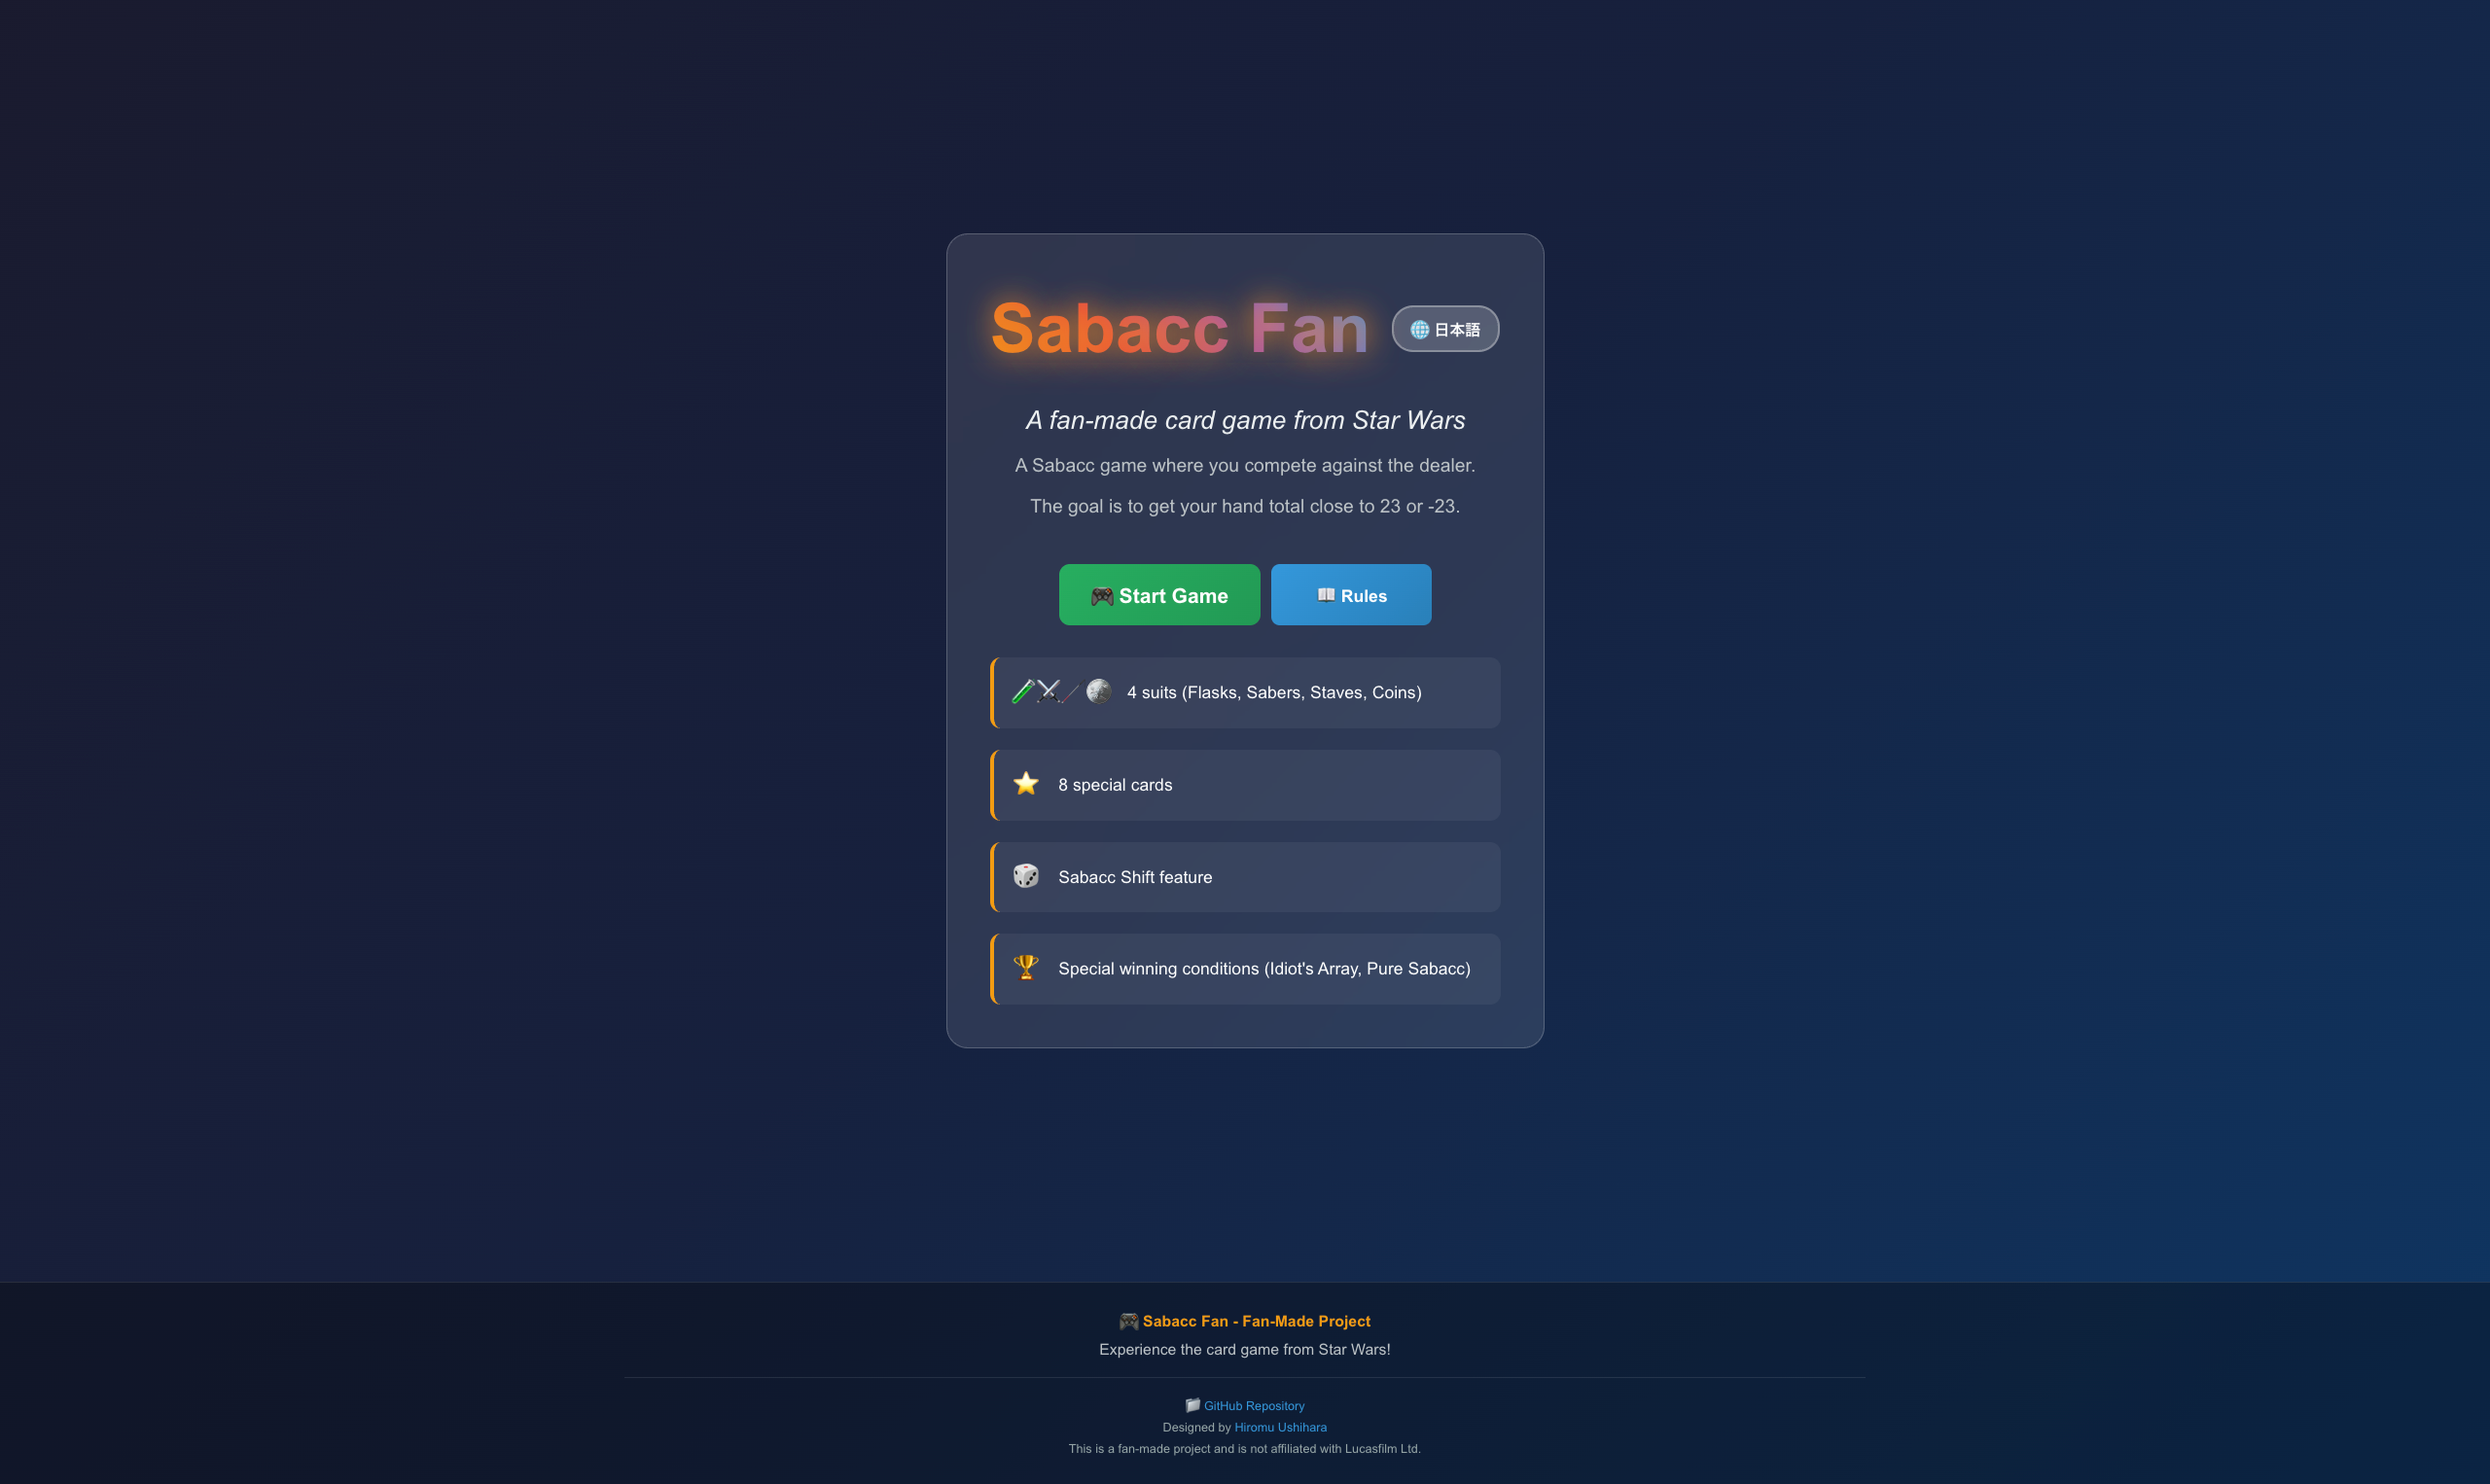 Sabacc Fan
🌐 日本語
A fan-made card game from Star Wars
A Sabacc game where you compete against the dealer.
The goal is to get your hand total close to 23 or -23.
🎮 Start Game
📖 Rules
4 suits (Flasks, Sabers, Staves, Coins)
8 special cards
Sabacc Shift feature
Special winning conditions (Idiot's Array, Pure Sabacc)
🎮 Sabacc Fan - Fan-Made Project
Experience the card game from Star Wars!
GitHub Repository
Designed by Hiromu Ushihara
This is a fan-made project and is not affiliated with Lucasfilm Ltd.